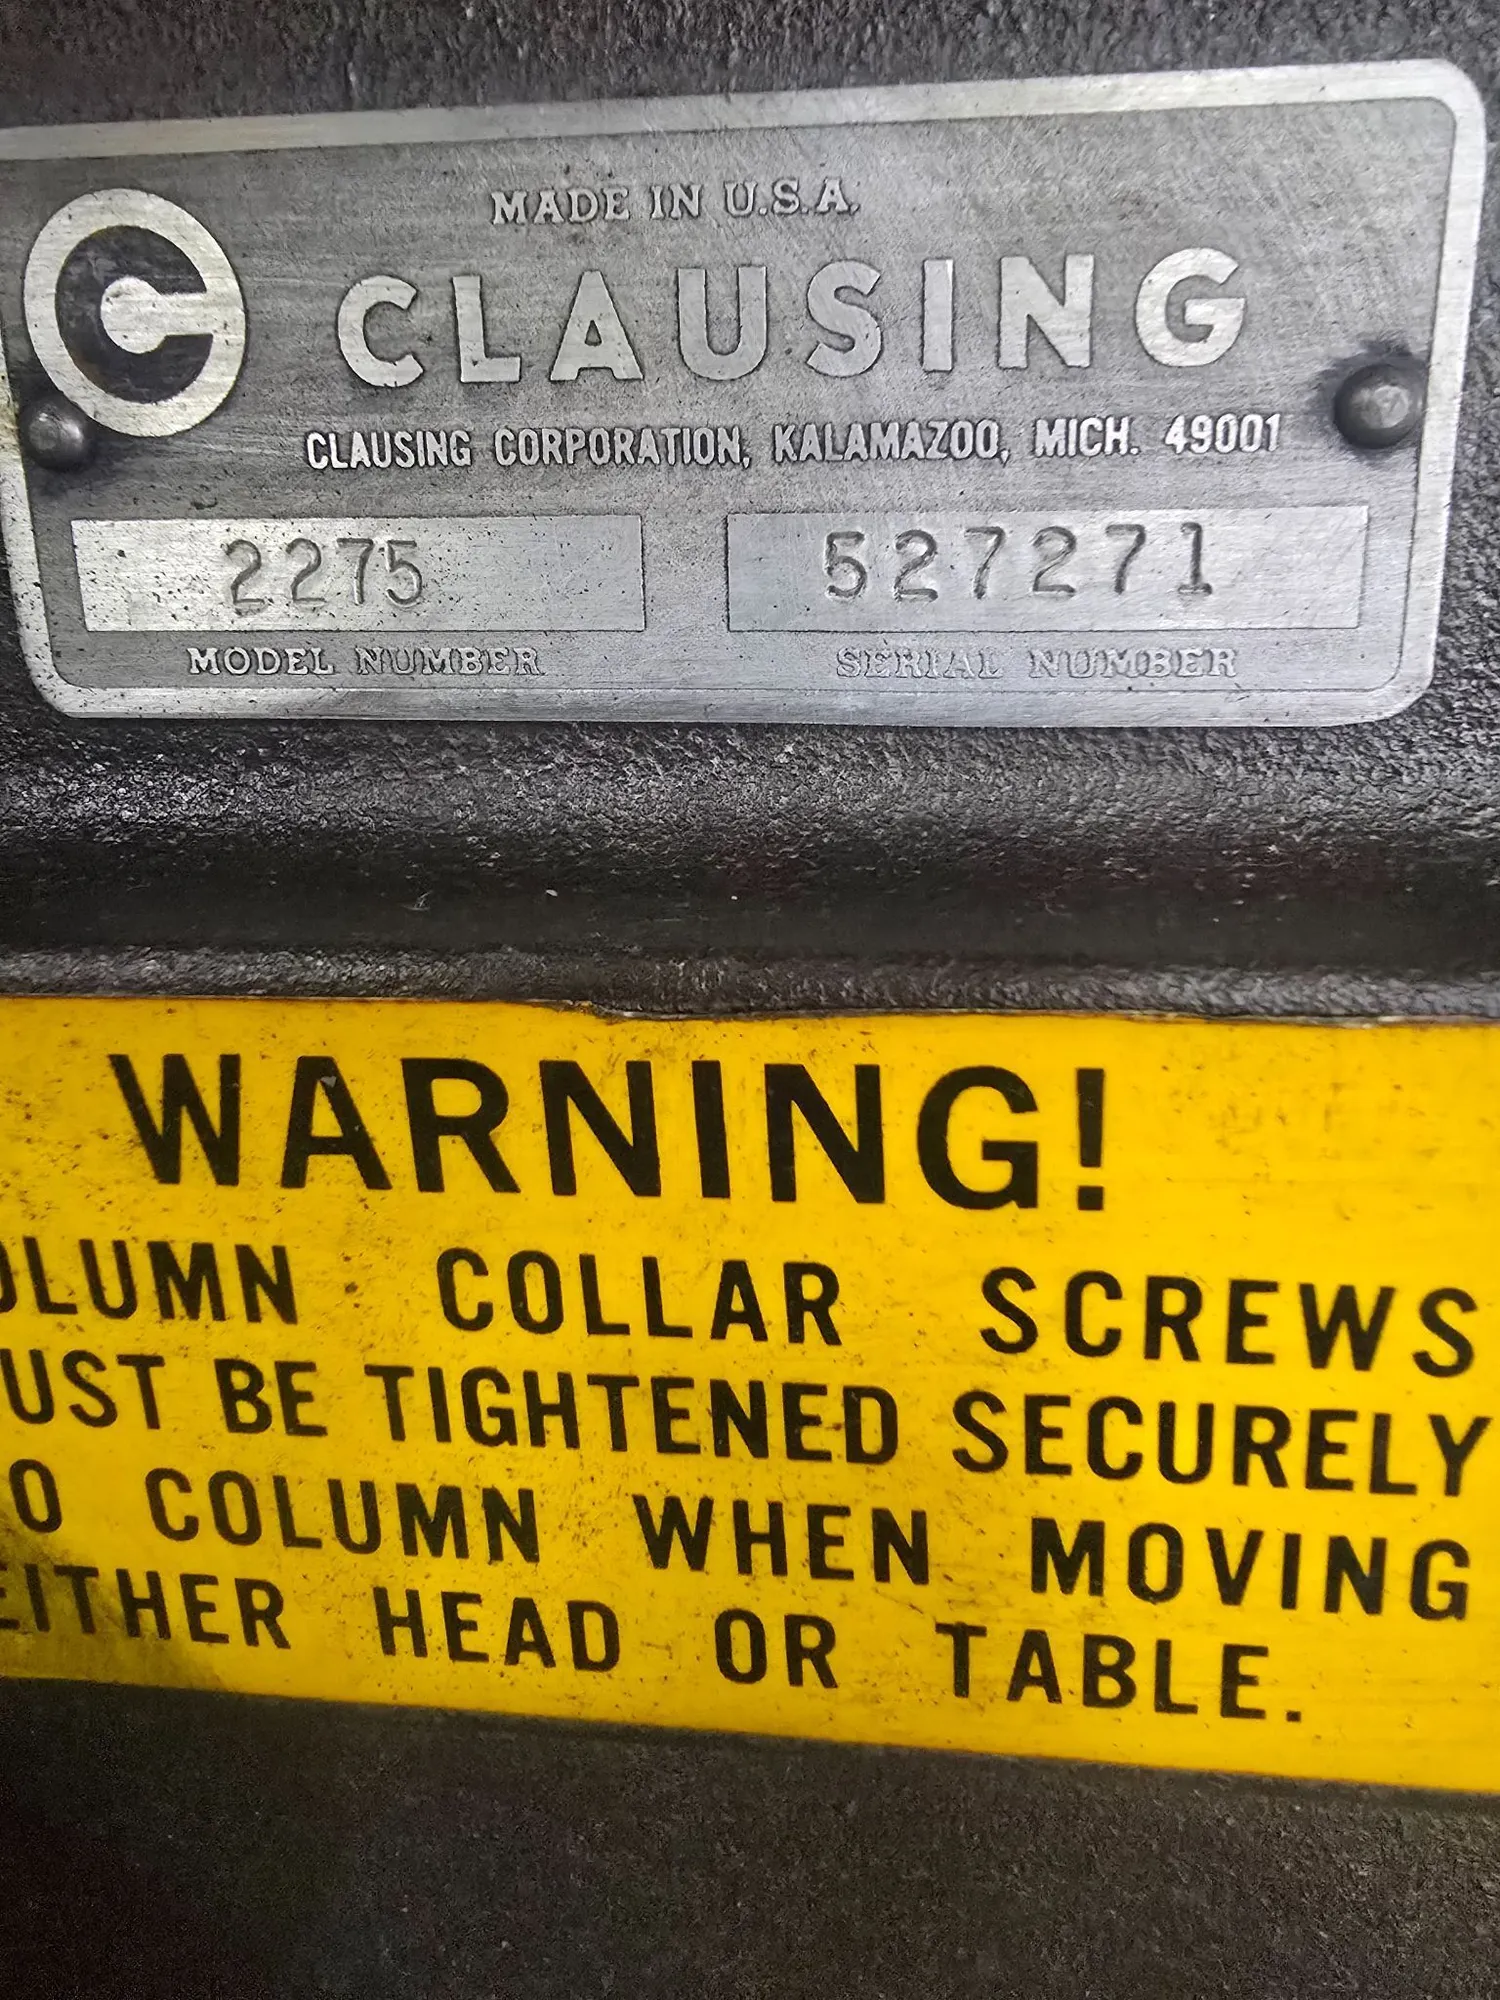 MADE IN U.S.A.
CLAUSING
CLAUSING CORPORATION, KALAMAZOO, MICH. 49001
2275 527271
MODEL NUMBER SERIAL NUMBER
WARNING!
OLUMN COLLAR SCREWS
UST BE TIGHTENED SECURELY
O COLUMN WHEN MOVING
EITHER HEAD OR TABLE.